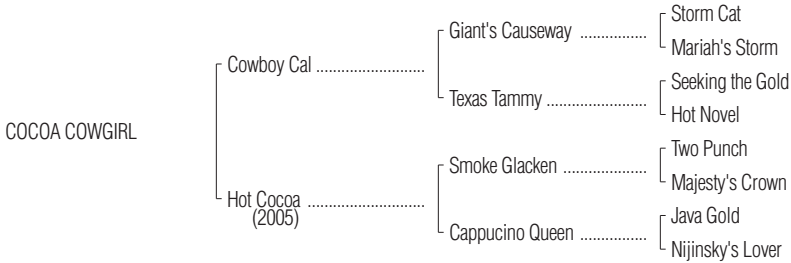 Storm Cat
Giant's Causeway ................
Mariah's Storm
Cowboy Cal ..........................
Seeking the Gold
Texas Tammy ........................
Hot Novel
COCOA COWGIRL
Two Punch
Smoke Glacken ....................
Majesty's Crown
Hot Cocoa ............................
(2005)
Java Gold
Cappucino Queen ................
Nijinsky's Lover